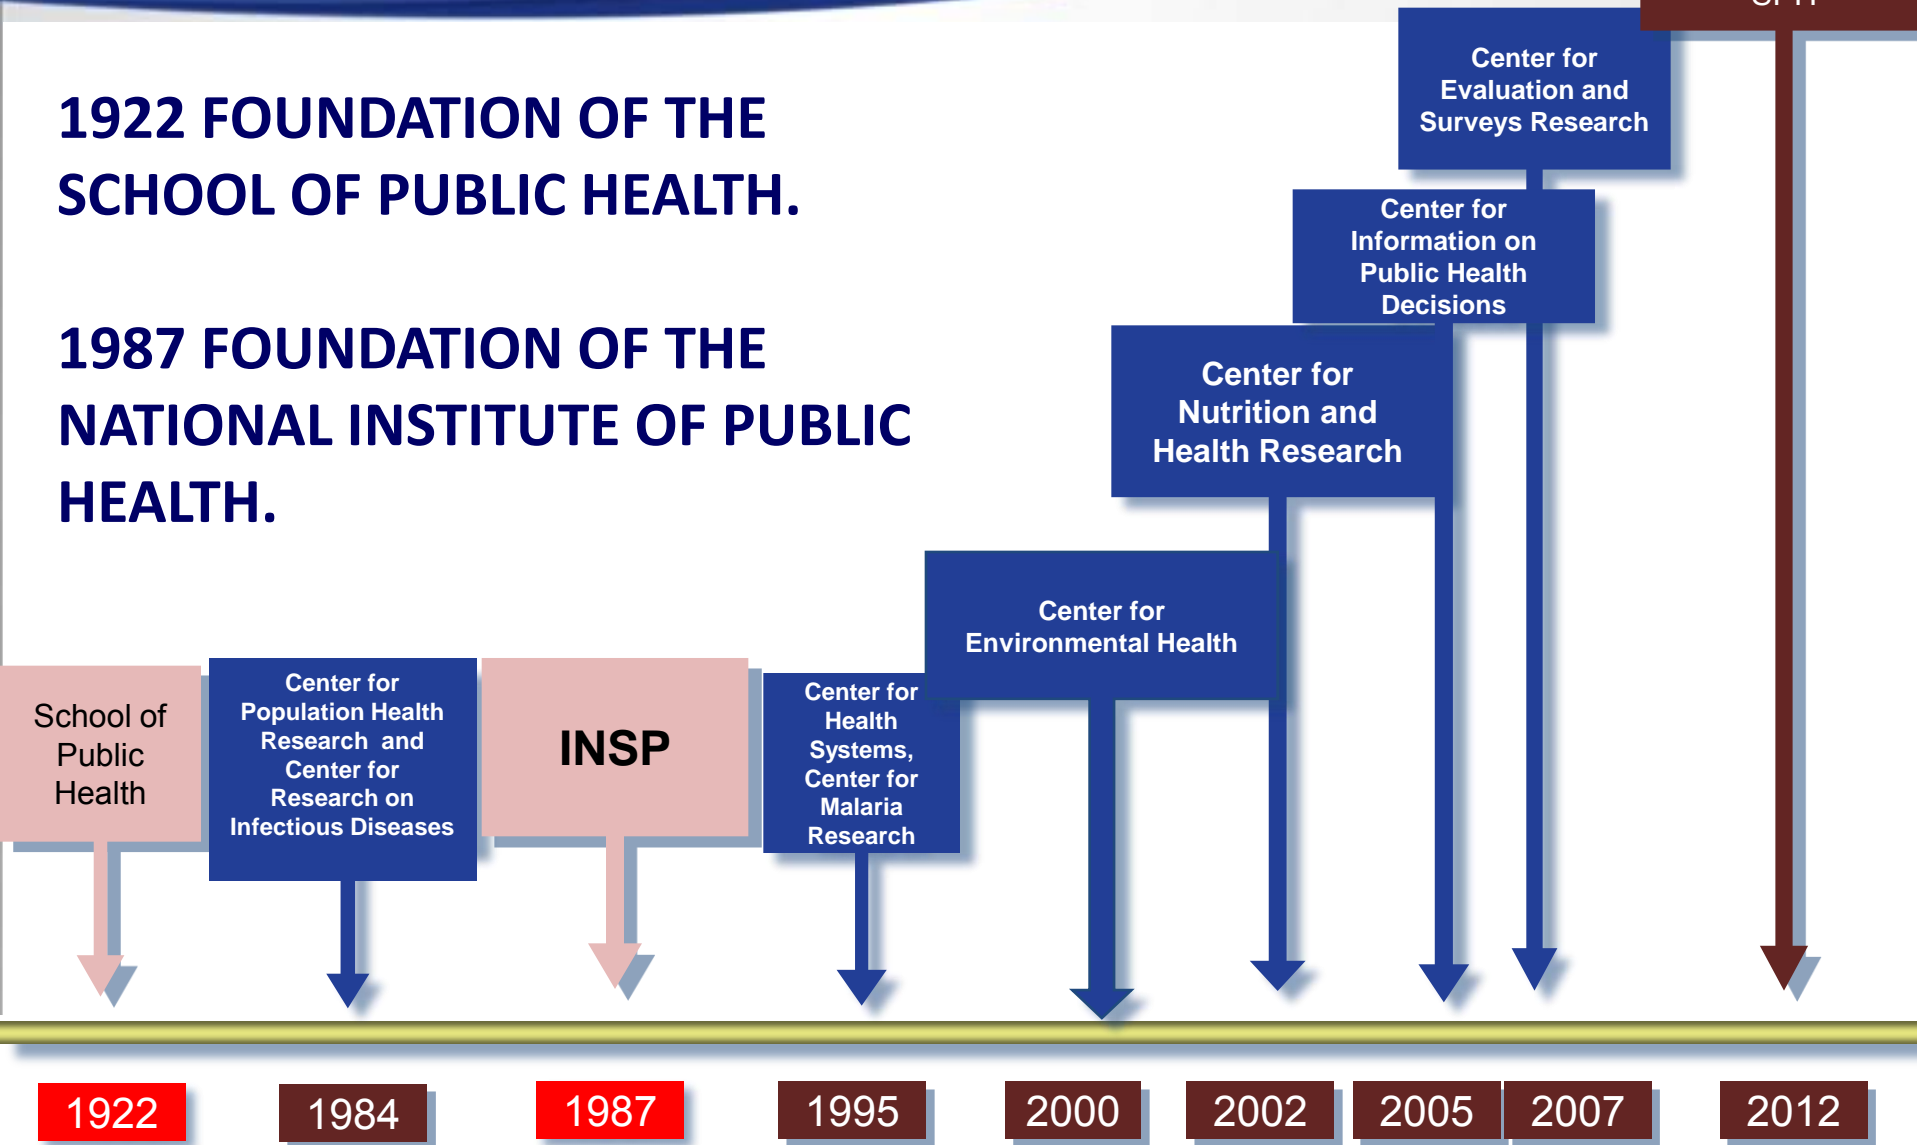 1922 FOUNDATION OF THE
SCHOOL OF PUBLIC HEALTH.
1987 FOUNDATION OF THE
NATIONAL INSTITUTE OF PUBLIC
HEALTH.
School of
Public
Health
Center for
Population Health
Research and
Center for
Research on
Infectious Diseases
INSP
Center for
Health
Systems,
Center for
Malaria
Research
Center for
Environmental Health
Center for
Nutrition and
Health Research
Center for
Information on
Public Health
Decisions
Center for
Evaluation and
Surveys Research
1922
1984
1987
1995
2000
2002
2005
2007
2012